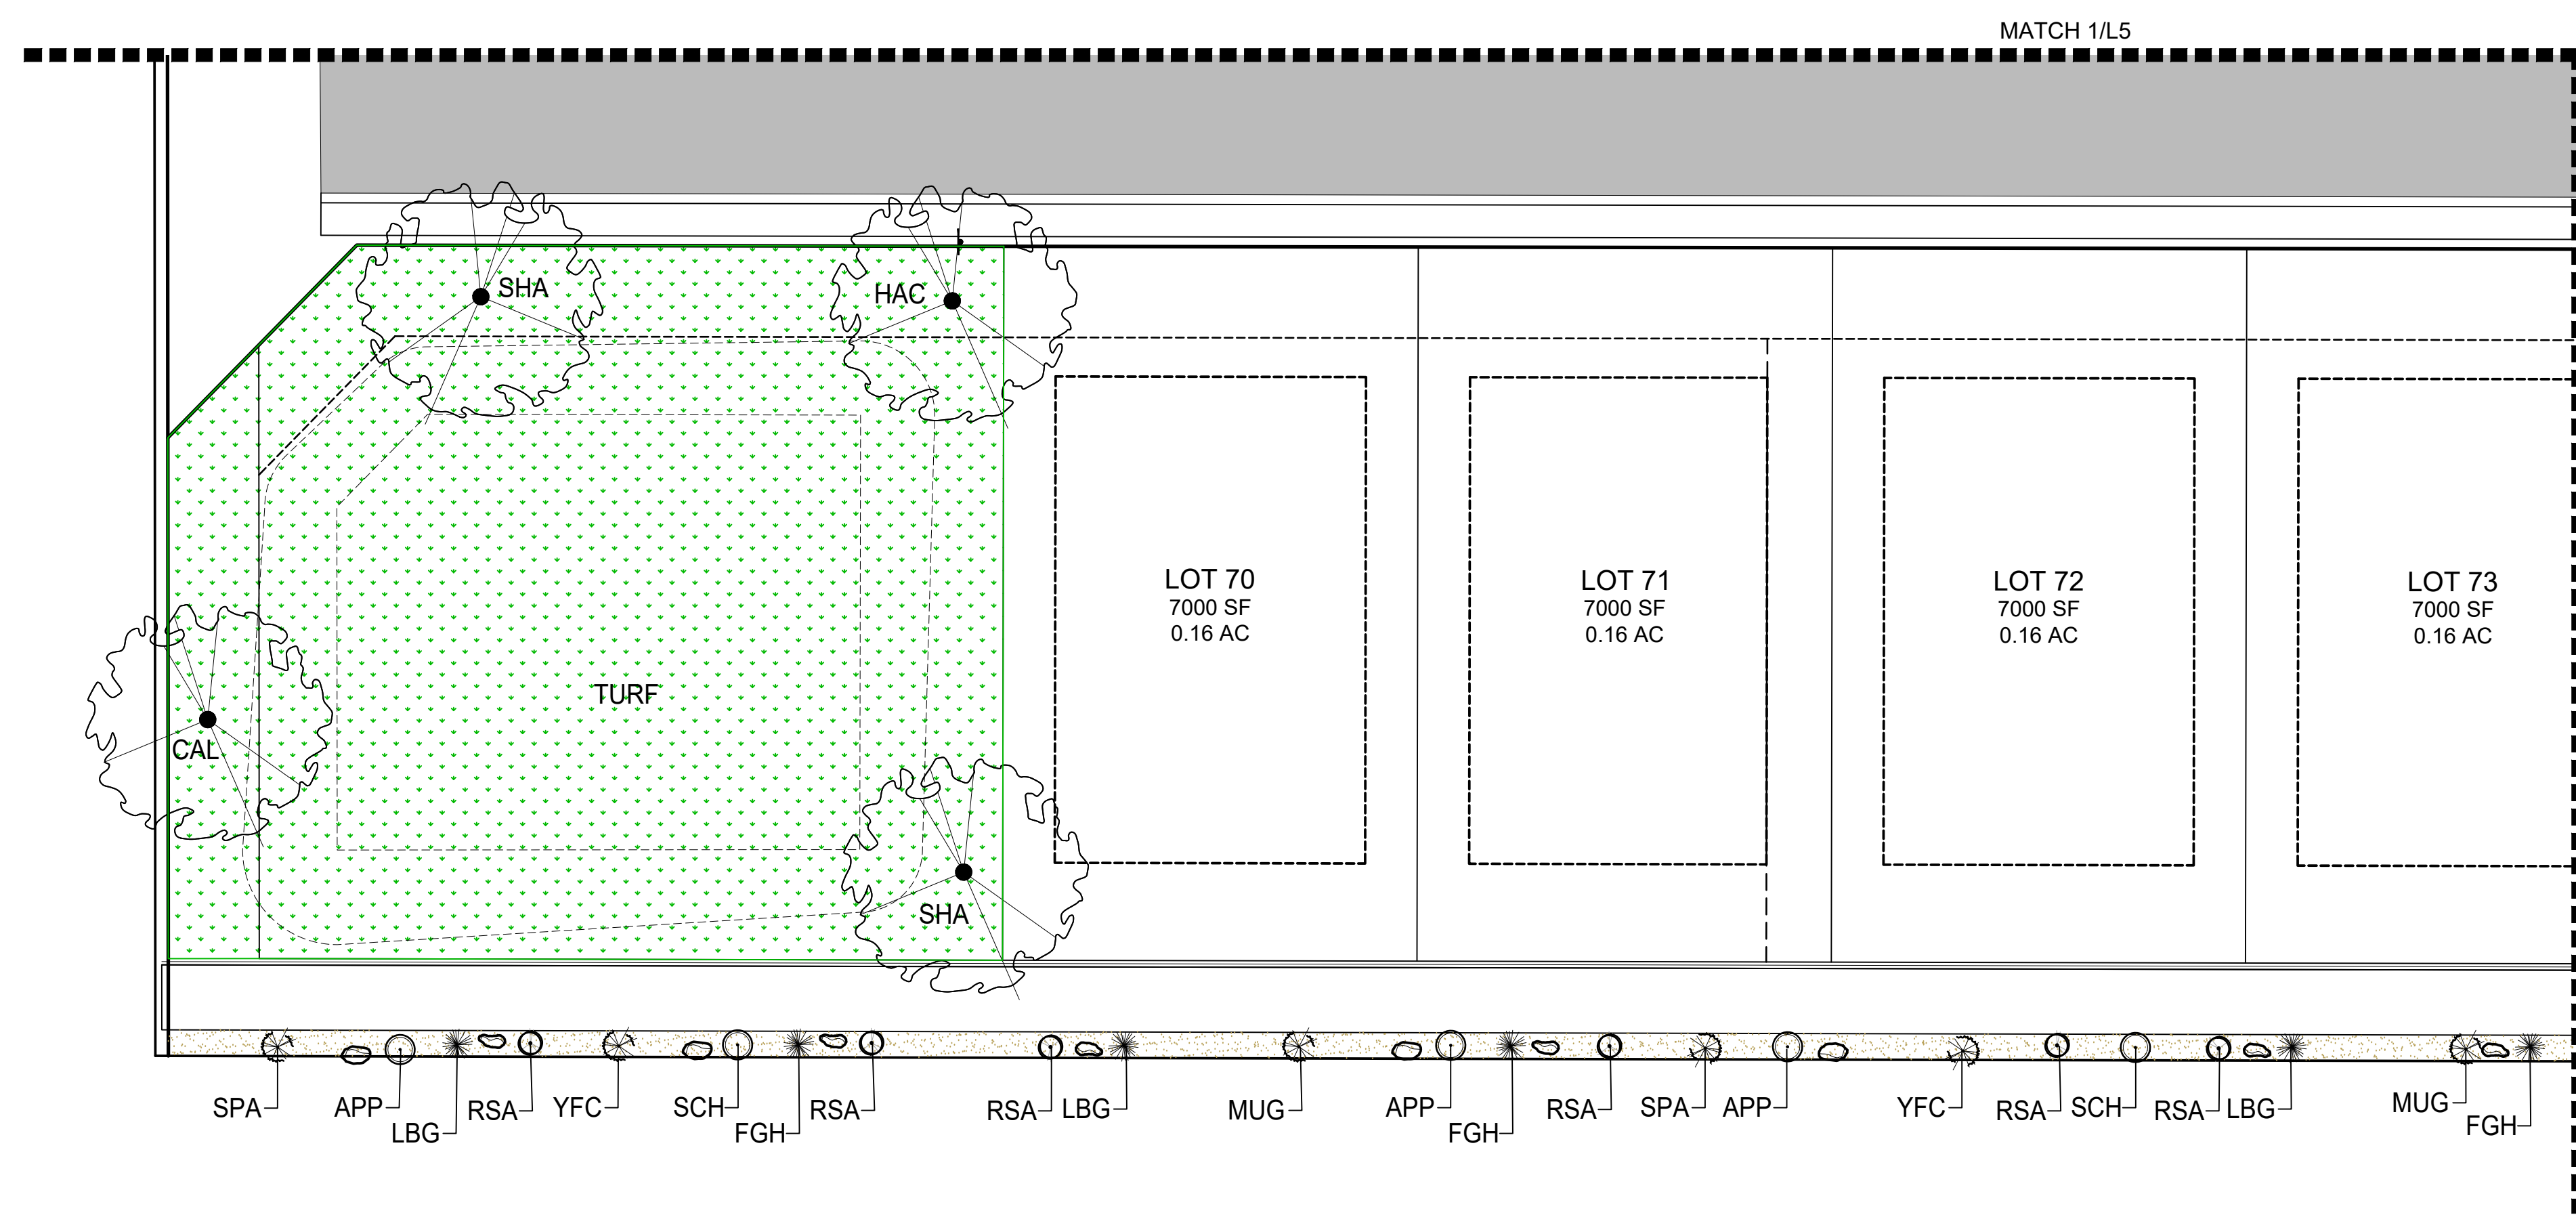 MATCH 1/L5
SHA
HAC
LOT 70
7000 SF
0.16 AC
LOT 71
7000 SF
0.16 AC
LOT 72
7000 SF
0.16 AC
LOT 73
7000 SF
0.16 AC
TURF
CAL
SHA
SPA
APP
LBG
RSA
YFC
SCH
FGH
RSA
RSA
LBG
MUG
APP
FGH
RSA
SPA
APP
YFC
RSA
SCH
RSA
LBG
MUG
FGH